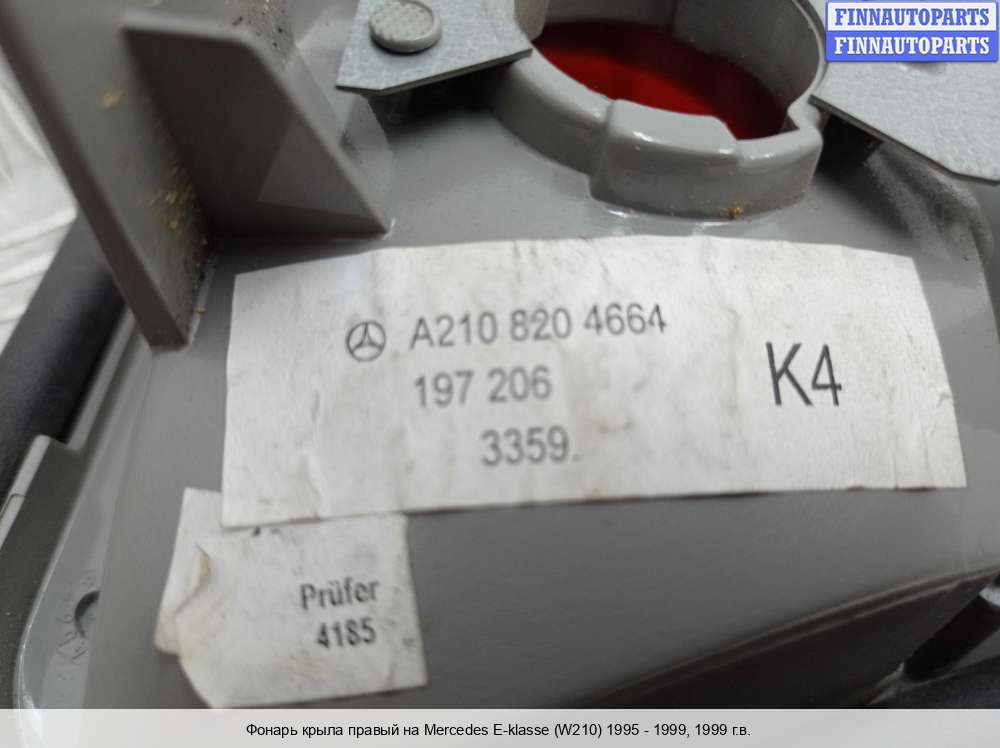 FINNAUTOPARTS
FINNAUTOPARTS
A210 820 4664
197 206
K4
3359.
Prüfer
4185
Фонарь крыла правый на Mercedes E-klasse (W210) 1995 - 1999, 1999 г.в.